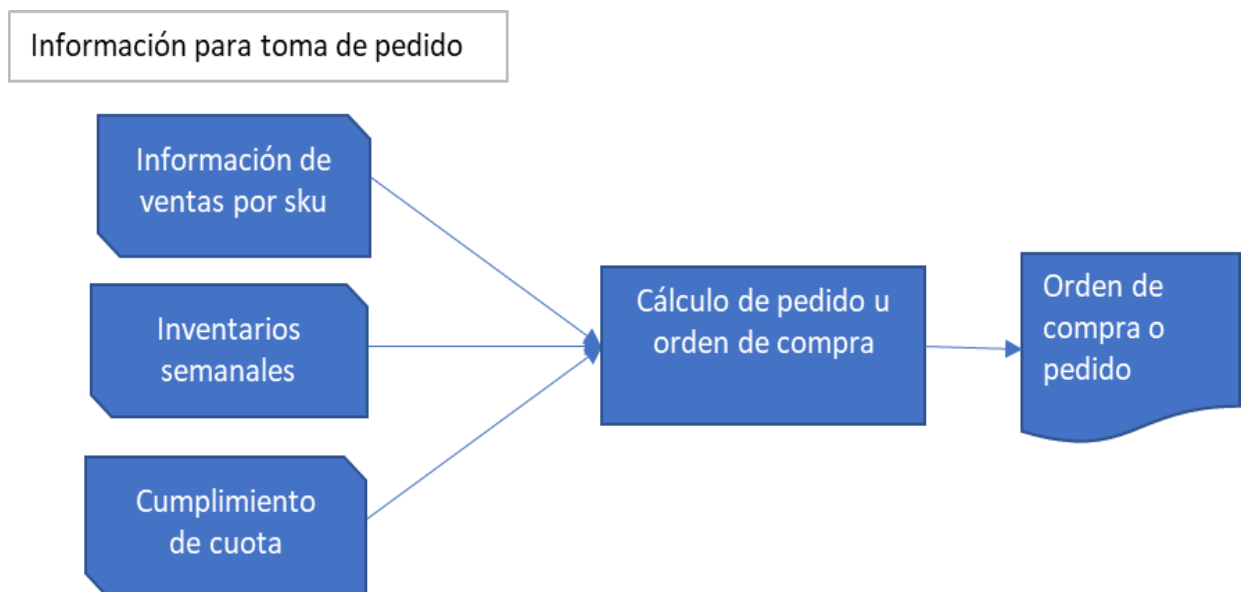 Información para toma de pedido
Información de
ventas por sku
Inventarios
semanales
Cumplimiento
de cuota
Cálculo de pedido u
orden de compra
Orden de
compra o
pedido